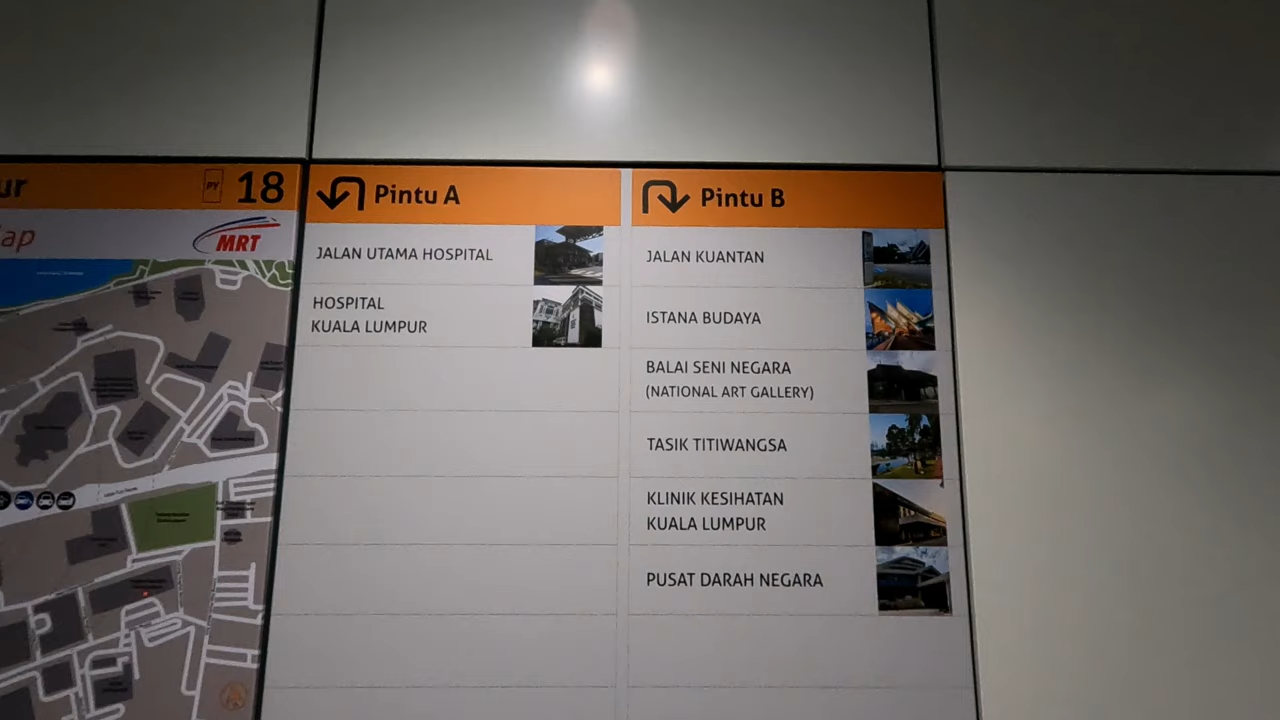 ur
PY
18
ap
MRT
Pintu A
JALAN UTAMA HOSPITAL
HOSPITAL
KUALA LUMPUR
Pintu B
JALAN KUANTAN
ISTANA BUDAYA
BALAI SENI NEGARA
(NATIONAL ART GALLERY)
TASIK TITIWANGSA
KLINIK KESIHATAN
KUALA LUMPUR
PUSAT DARAH NEGARA